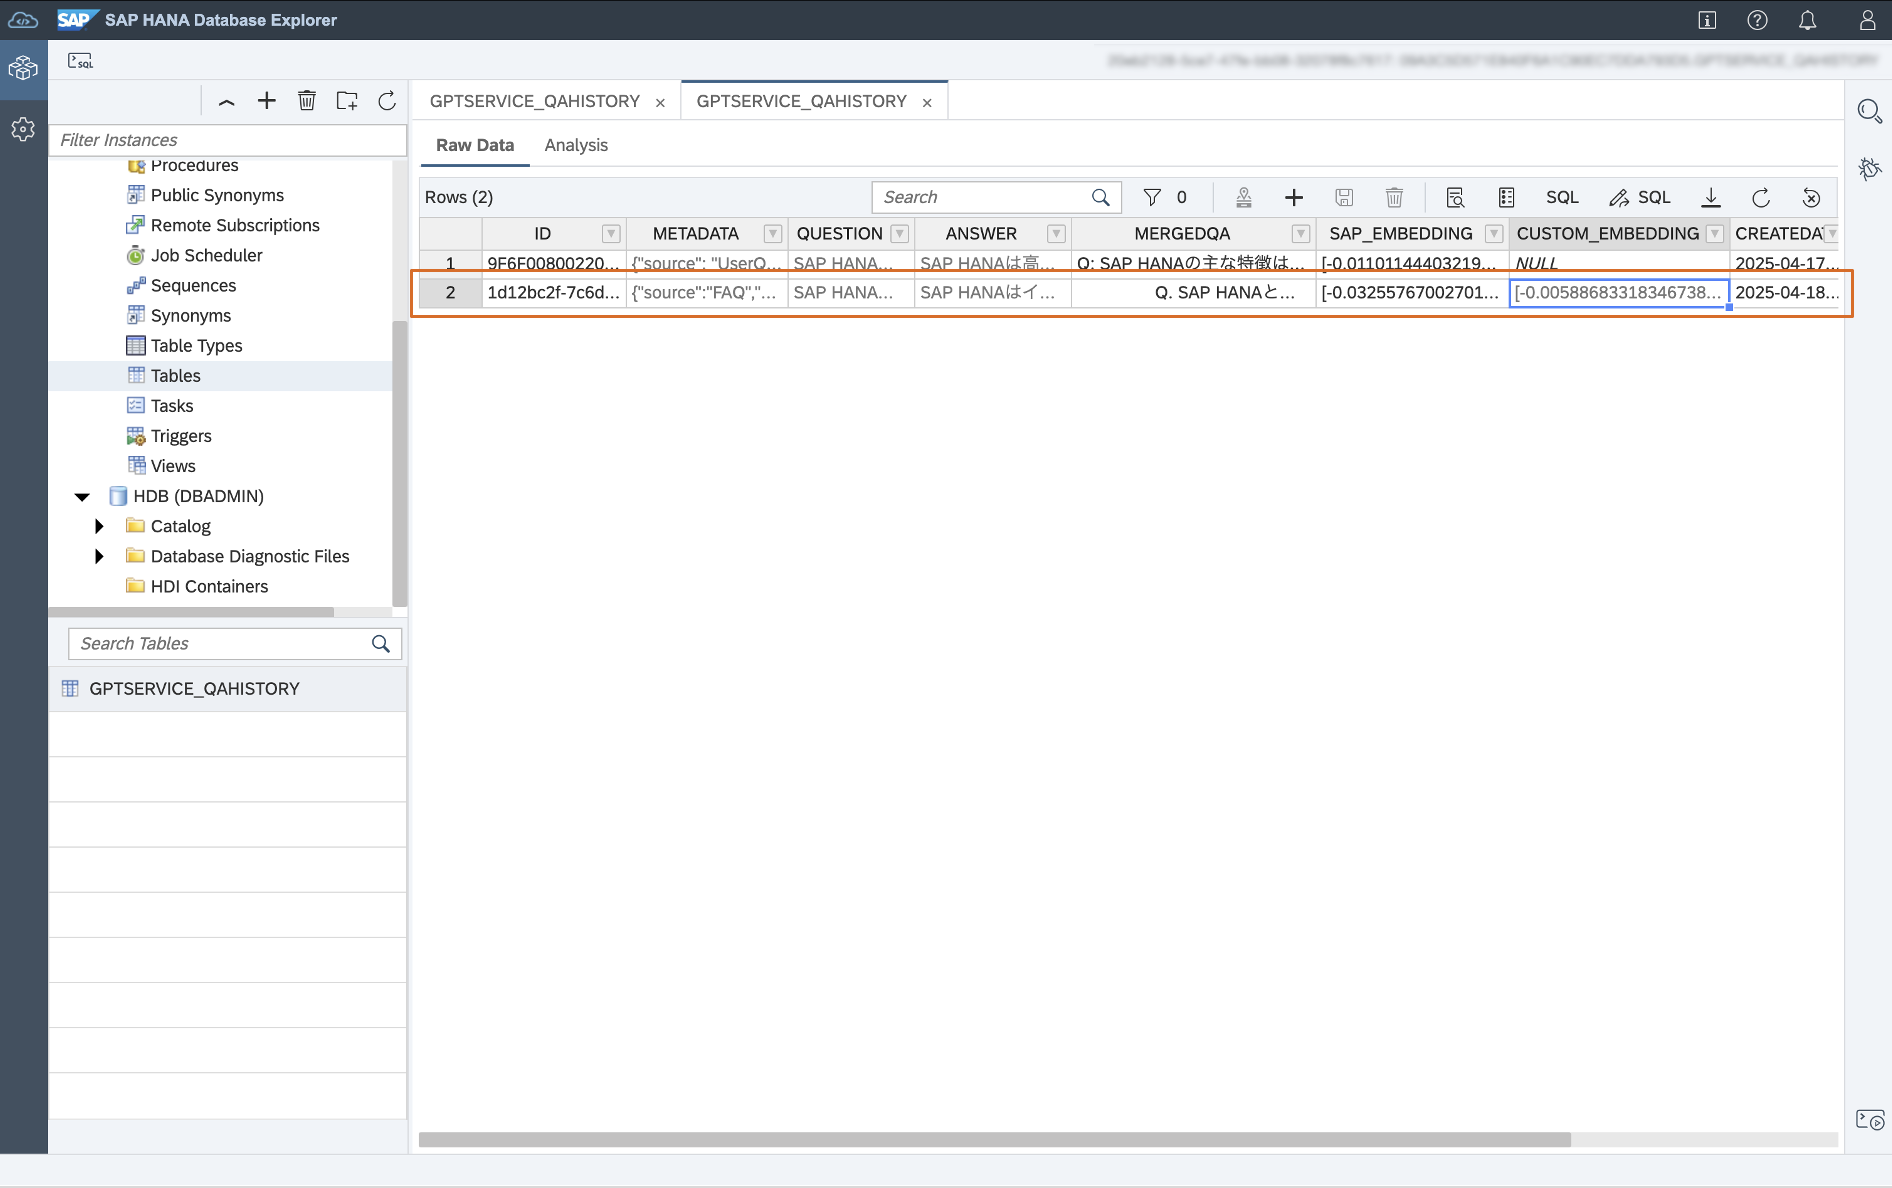 SAP SAP HANA Database Explorer
SQL
GPTSERVICE_QAHISTORY ×
GPTSERVICE_QAHISTORY ×
Filter Instances
Procedures
Public Synonyms
Remote Subscriptions
Job Scheduler
Sequences
Synonyms
Table Types
Tables
Tasks
Triggers
Views
HDB (DBADMIN)
Catalog
Database Diagnostic Files
HDI Containers
Search Tables
GPTSERVICE_QAHISTORY
Raw Data Analysis
Rows (2) Search 0 SQL SQL
ID METADATA QUESTION ANSWER MERGEDQA SAP_EMBEDDING CUSTOM_EMBEDDING CREATEDA
1 9F6F00800220... {"source": "UserQ... SAP HANA... SAP HANAは高... Q: SAP HANAの主な特徴は... [-0.01101144403219... NULL 2025-04-17...
2 1d12bc2f-7c6d... {"source":"FAQ","... SAP HANA... SAP HANAはイ... Q. SAP HANAと... [-0.03255767002701... [-0.00588683318346738... 2025-04-18...